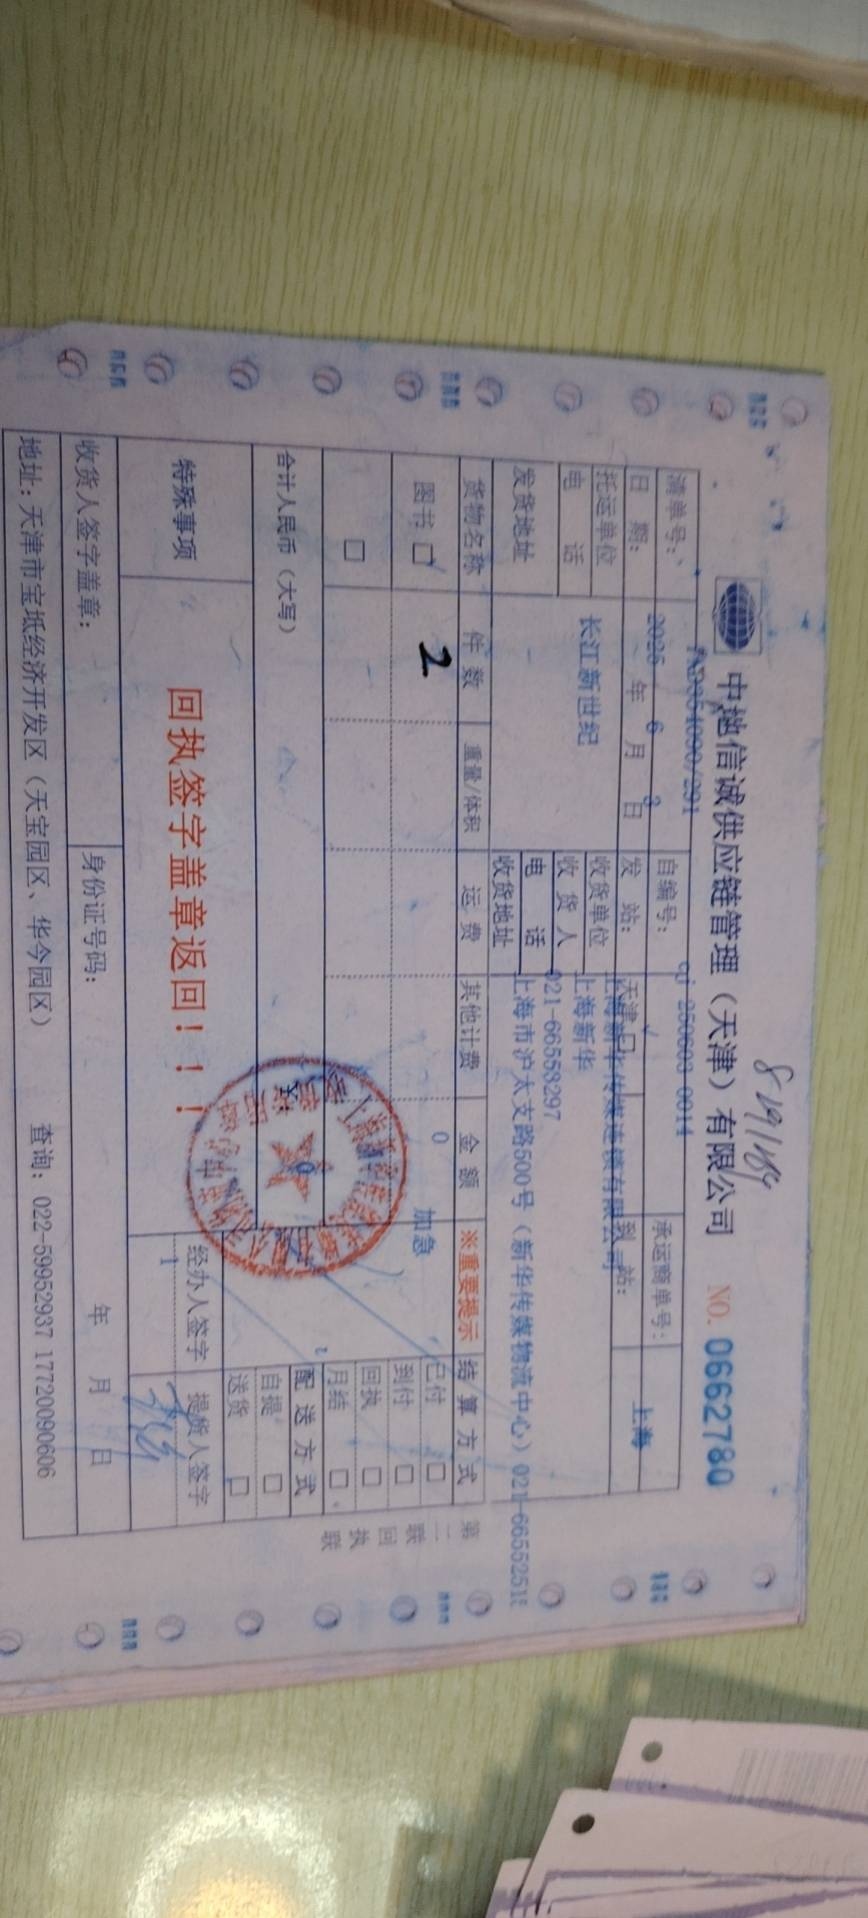 中地信诚供应链管理（天津）有限公司 NO. 0662780
清单号： 自编号： cj 250603 0014 承运商单号：
日 期： 2025 年 6 月 3 日 发 站： 天津 到 站： 上海
托运单位 长江新世纪 收货单位 上海新华传媒连锁有限公司
收 货 人 上海新华
电 话 电 话 021-66558297
发货地址 收货地址 上海市沪太支路500号（新华传媒物流中心）021-6655251
货物名称 件 数 重量/体积 运 费 其他计费 金 额 ※重要提示 结 算 方 式
图书 2 0 加急 已付
到付
回执
月结
合计人民币（大写） 配 送 方 式
自提
送货
特殊事项 回执签字盖章返回！！！ 经办人签字 提货人签字
1
收货人签字盖章： 身份证号码： 年 月 日
地址：天津市宝坻经济开发区（天宝园区、华今园区） 查询：022-59952937 17720090606
第二联 回执联